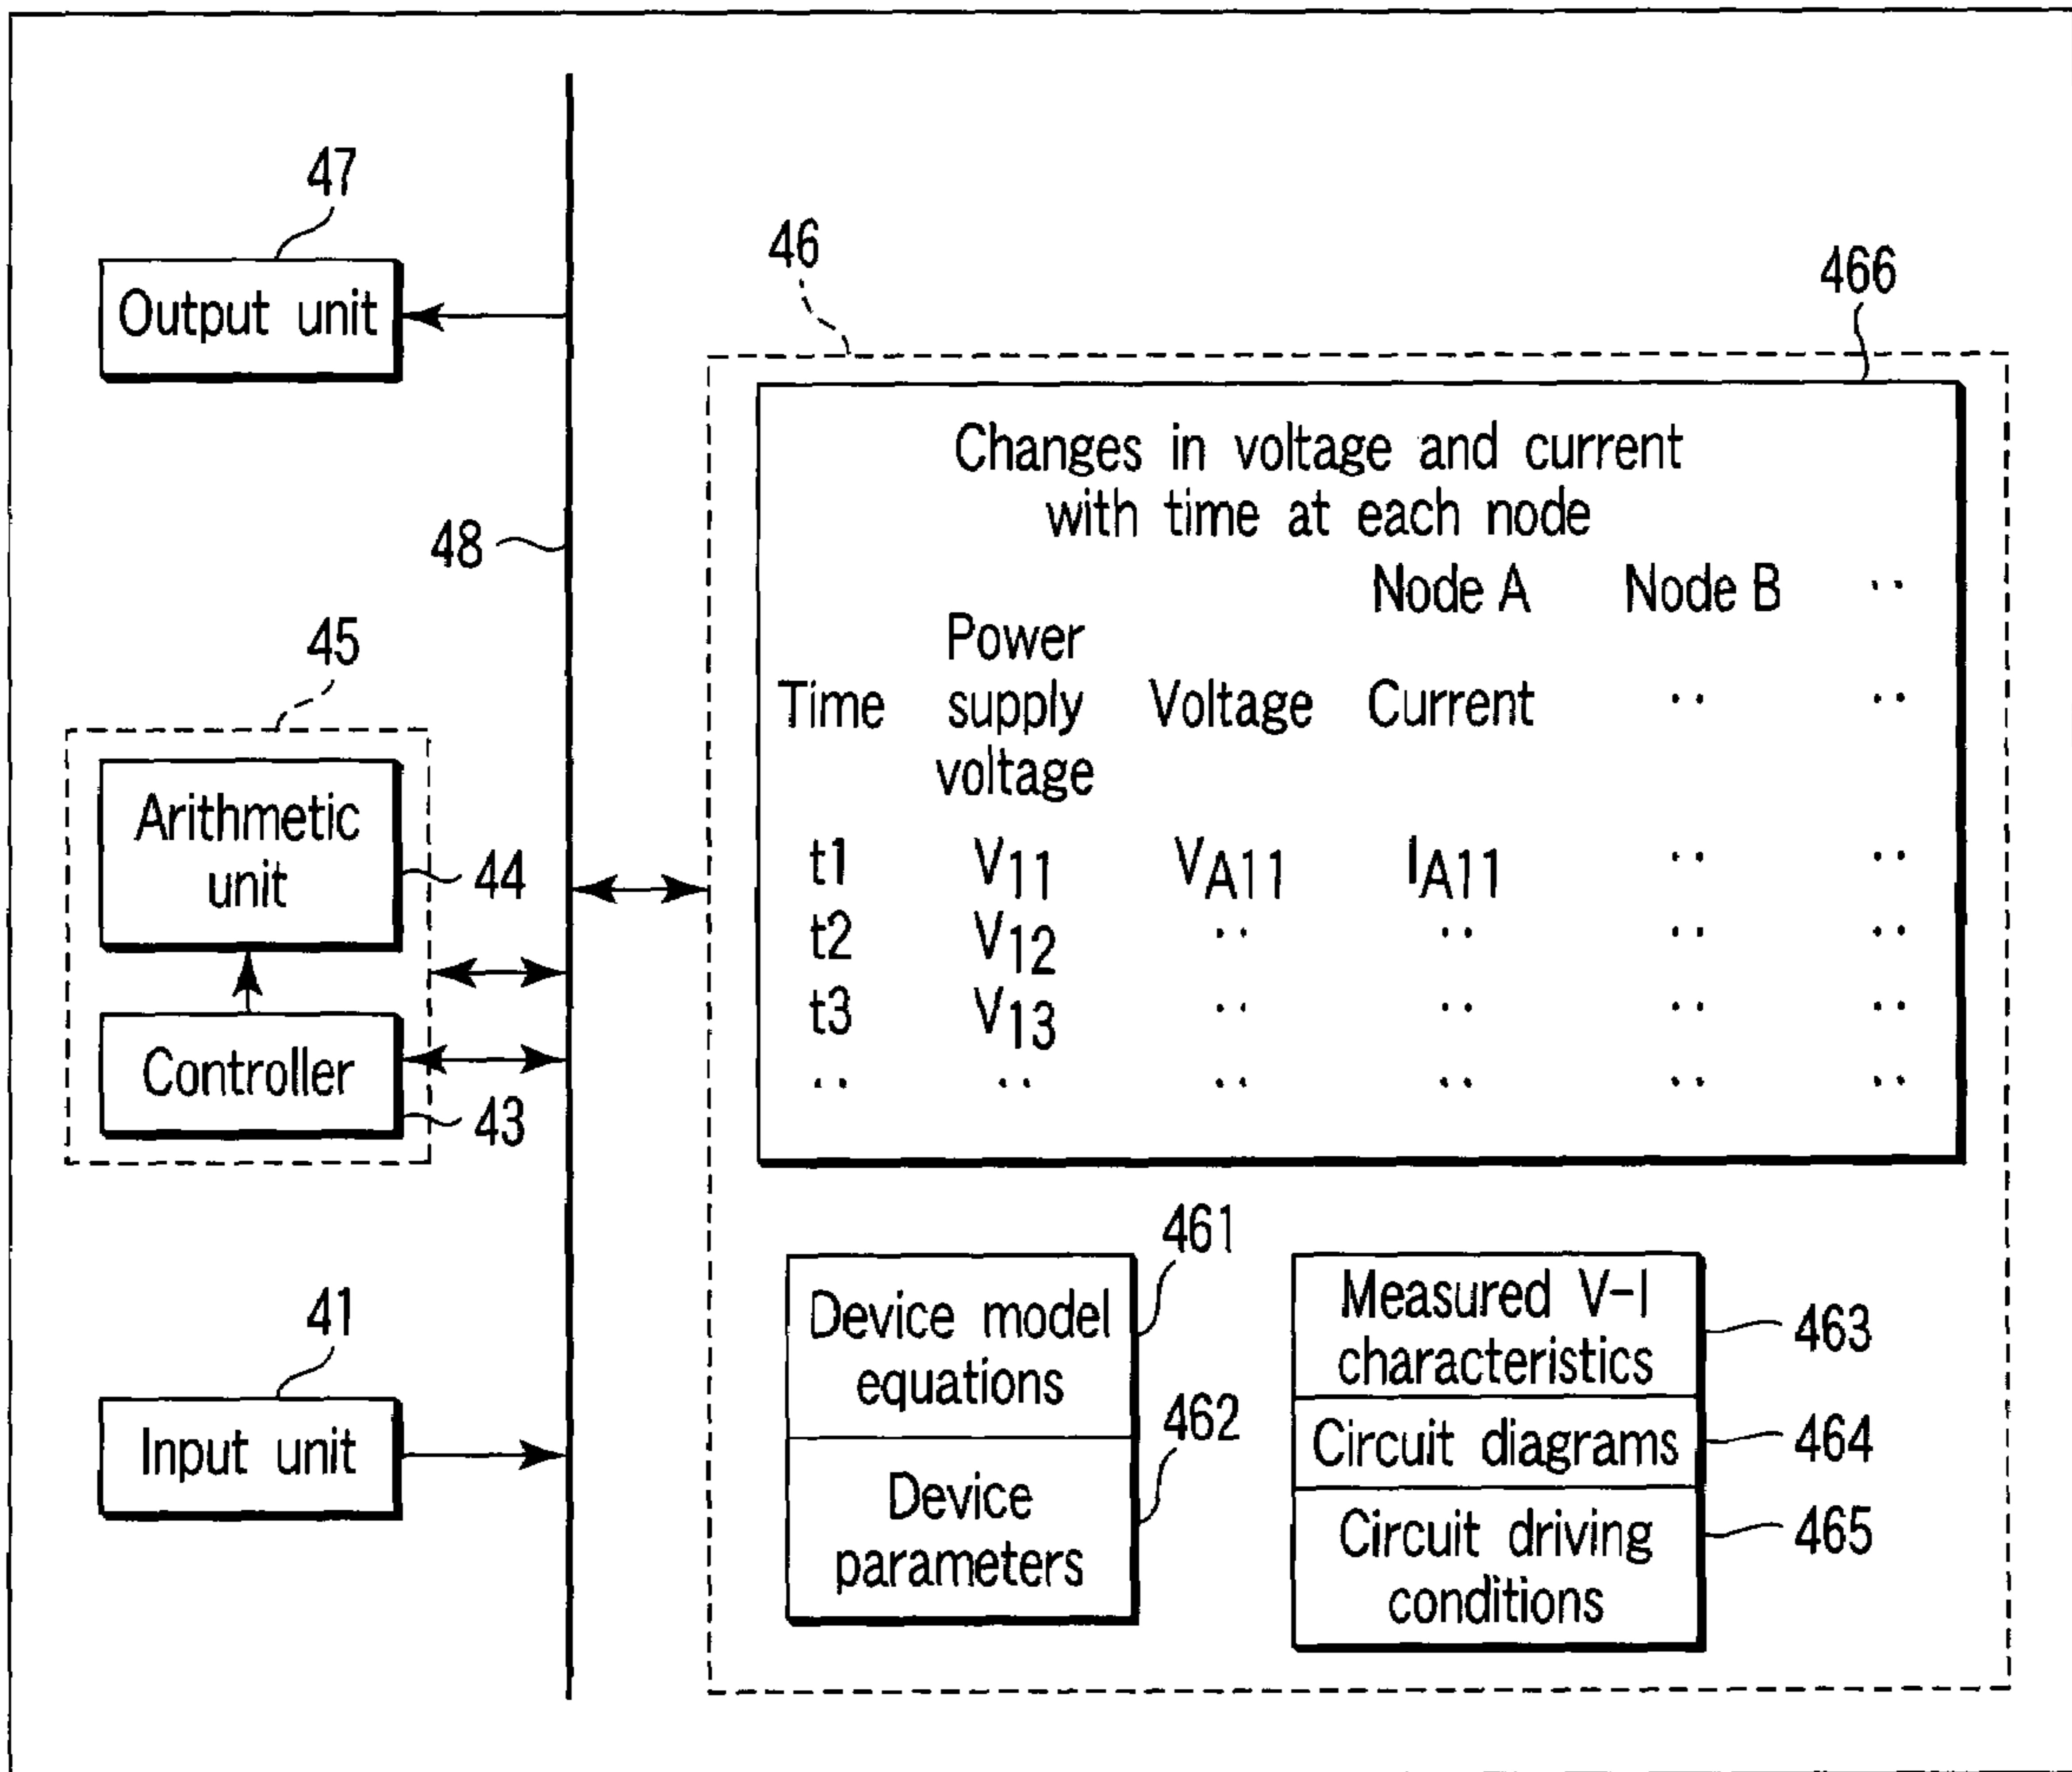 47
Output unit
48
45
Arithmetic
unit
44
Controller
43
41
Input unit
46
466
Changes in voltage and current
with time at each node
Node A Node B ..
Power
supply
voltage
Time Voltage Current .. ..
t1 V11 VA11 IA11 .. ..
t2 V12 .. .. .. ..
t3 V13 .. .. .. ..
.. .. .. .. .. ..
461
Device model
equations
462
Device
parameters
Measured V-I
characteristics
463
Circuit diagrams
464
Circuit driving
conditions
465